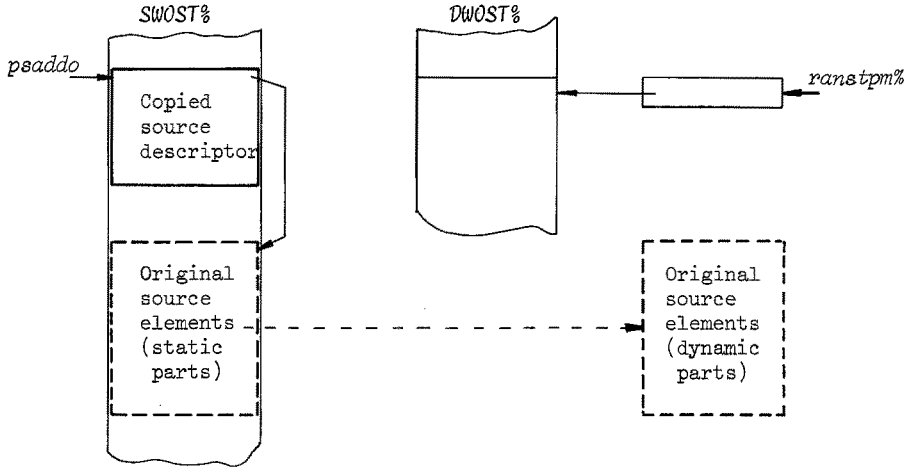 SWOST%
DWOST%
psaddo
ranstpm%
Copied
source
descriptor
Original
source
elements
(static
parts)
Original
source
elements
(dynamic
parts)